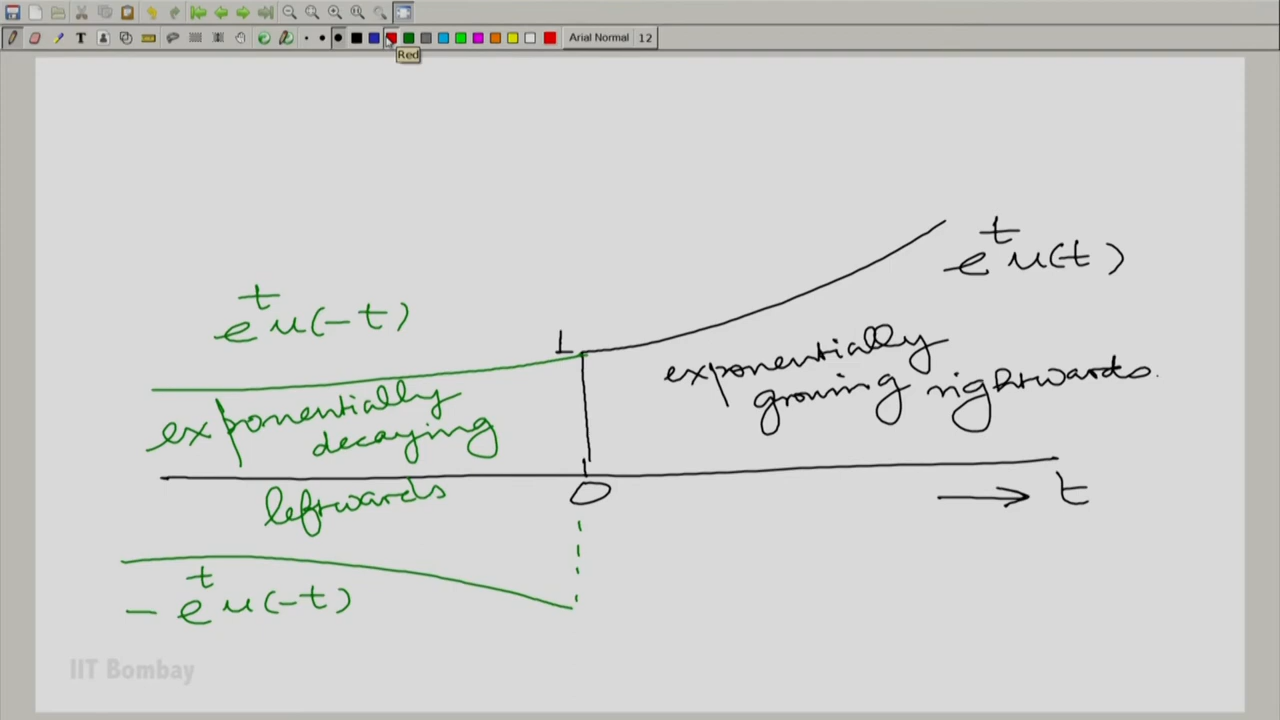 Arial Normal 12
Red
e^t u(t)
e^t u(-t)
1
exponentially
growing rightwards.
exponentially
decaying
leftwards
0
→ t
- e^t u(-t)
IIT Bombay